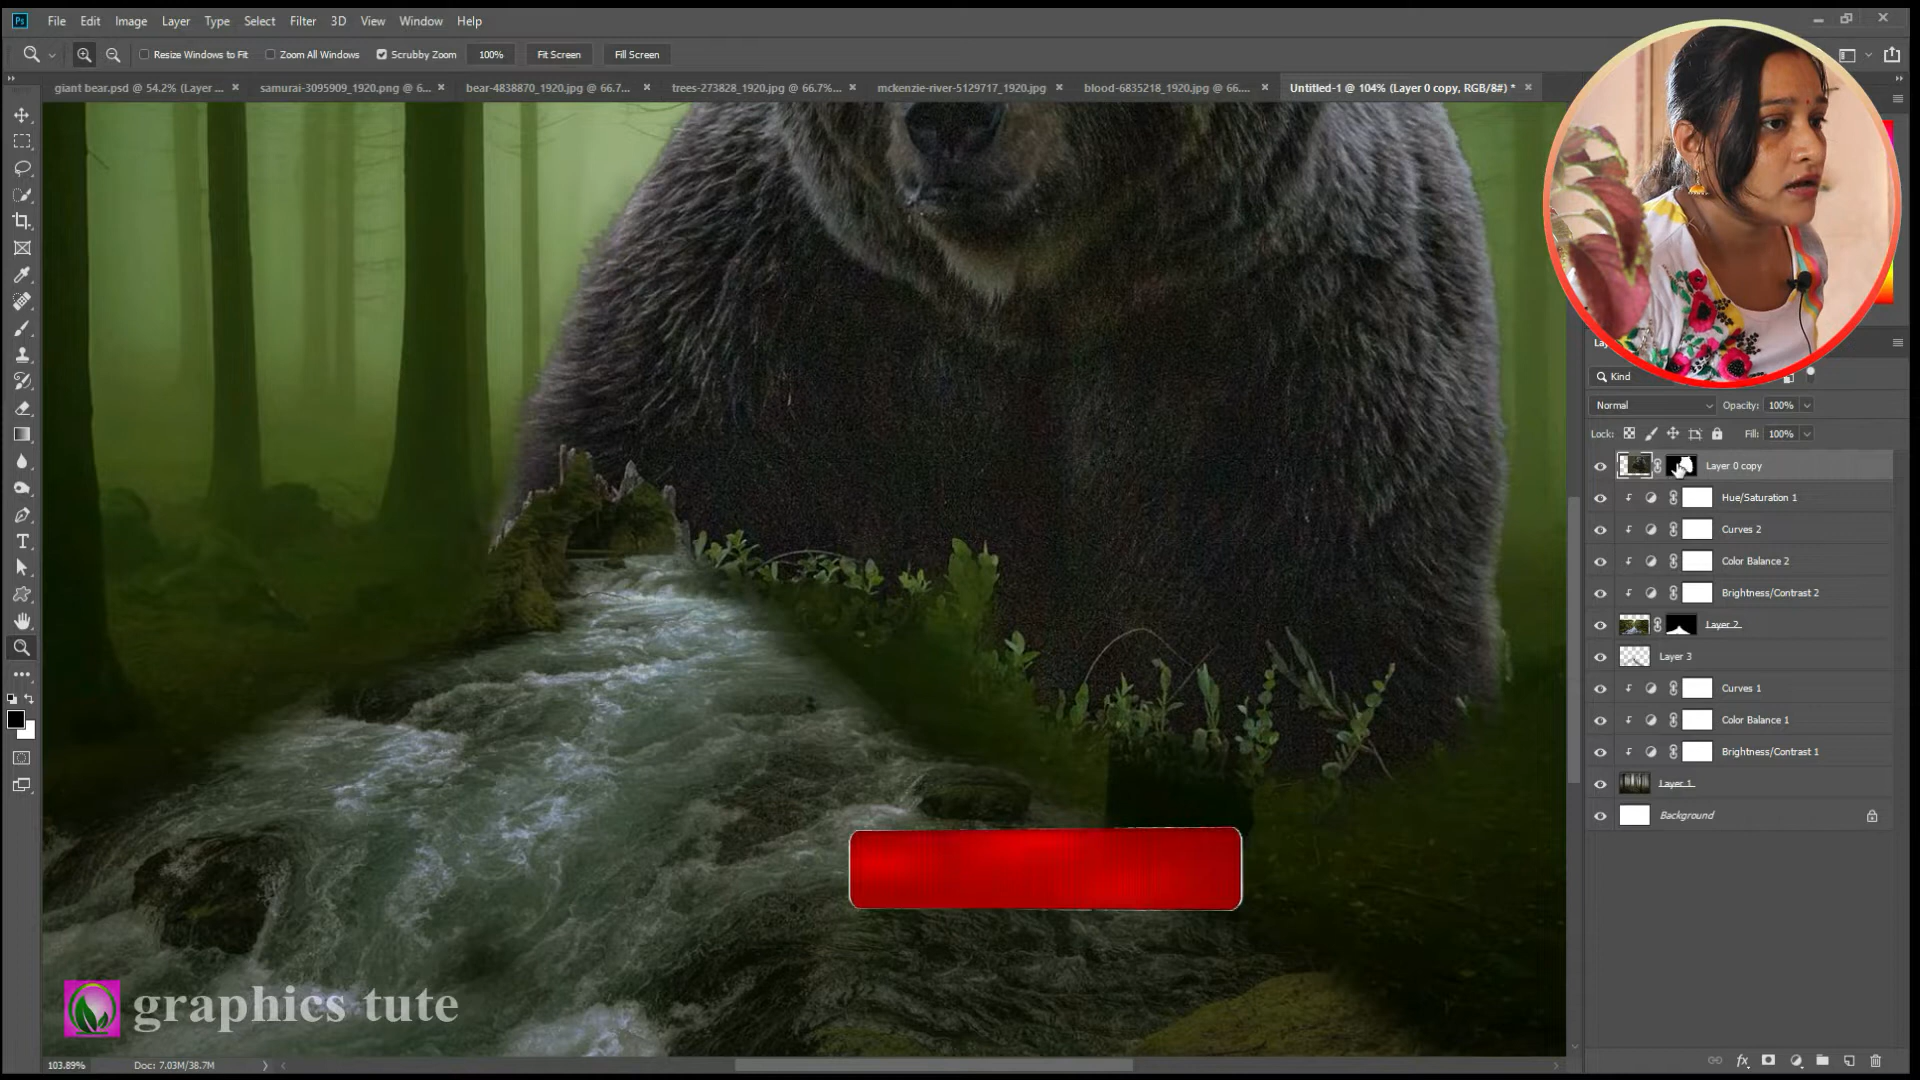 Ps File Edit Image Layer Type Select Filter 3D View Window Help
Resize Windows to Fit Zoom All Windows Scrubby Zoom 100% Fit Screen Fill Screen
giant bear.psd @ 54.2% (Layer ... samurai-3095909_1920.png @ 6... bear-4838870_1920.jpg @ 66.7... trees-273828_1920.jpg @ 66.7%... mckenzie-river-5129717_1920.jpg blood-6835218_1920.jpg @ 66.... Untitled-1 @ 104% (Layer 0 copy, RGB/8#) *
Kind
Normal Opacity: 100%
Lock: Fill: 100%
Layer 0 copy
Hue/Saturation 1
Curves 2
Color Balance 2
Brightness/Contrast 2
Layer 2
Layer 3
Curves 1
Color Balance 1
Brightness/Contrast 1
Layer 1
Background
graphics tute
103.89% Doc: 7.03M/38.7M
fx